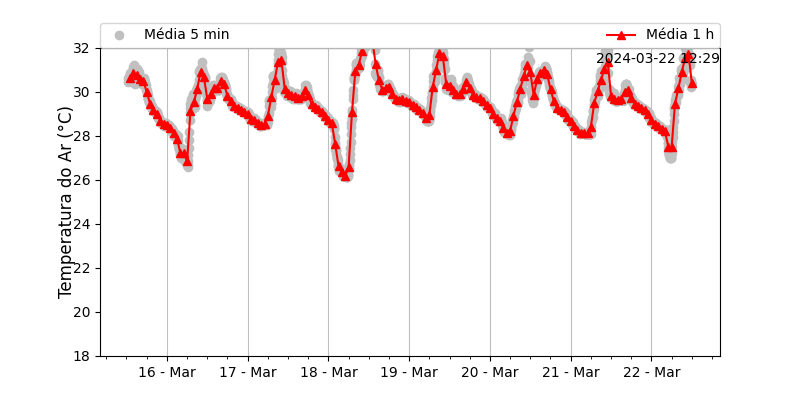 Média 5 min
Média 1 h
2024-03-22 12:29
Temperatura do Ar (°C)
32
30
28
26
24
22
20
18
16 - Mar
17 - Mar
18 - Mar
19 - Mar
20 - Mar
21 - Mar
22 - Mar